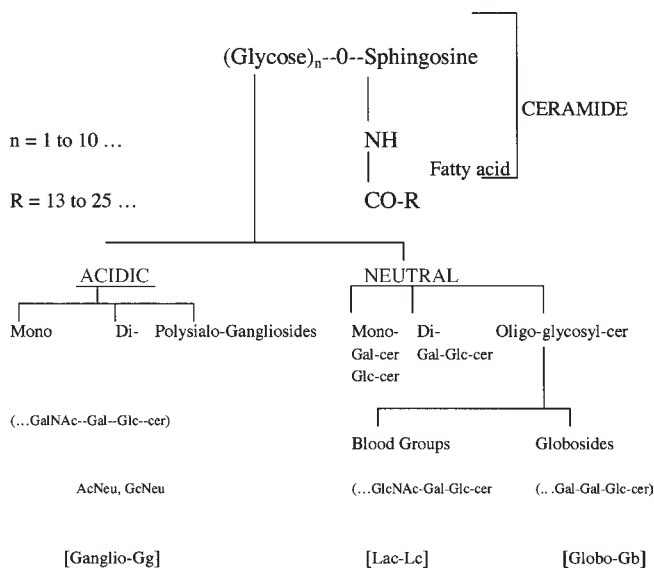 (Glycose)n--0--Sphingosine
CERAMIDE
n = 1 to 10 ...
NH
Fatty acid
R = 13 to 25 ...
CO-R
ACIDIC
NEUTRAL
Mono Di- Polysialo-Gangliosides
Mono- Di- Oligo-glycosyl-cer
Gal-cer Gal-Glc-cer
Glc-cer
(...GalNAc--Gal--Glc--cer)
Blood Groups Globosides
AcNeu, GcNeu
(...GlcNAc-Gal-Glc-cer (...Gal-Gal-Glc-cer)
[Ganglio-Gg] [Lac-Lc] [Globo-Gb]